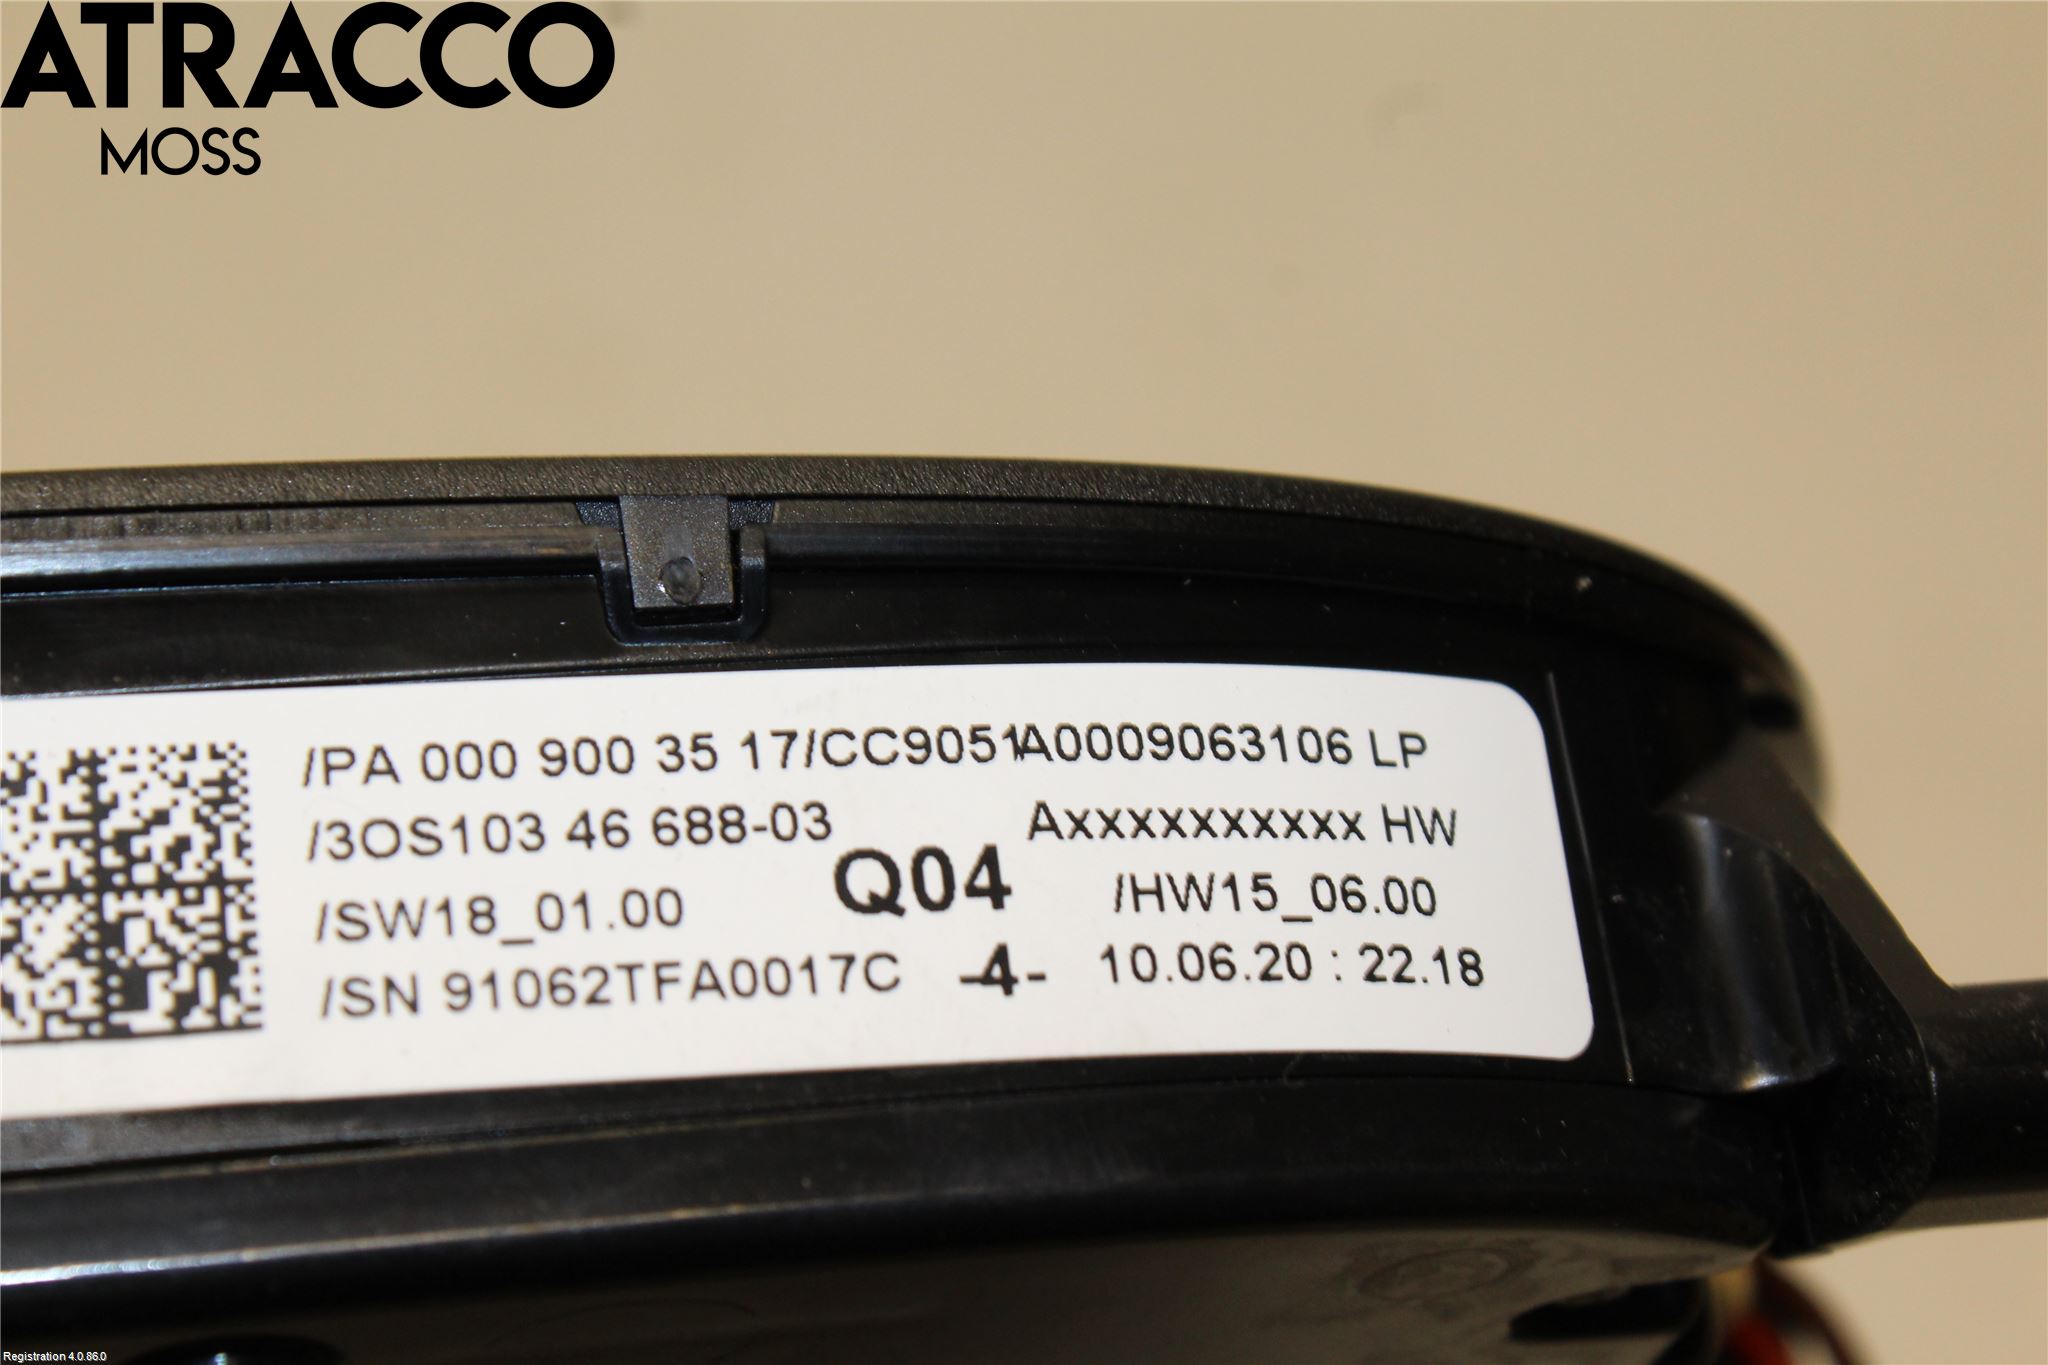 ATRACCO
MOSS
/PA 000 900 35 17/CC9051A0009063106 LP
/3OS103 46 688-03
Axxxxxxxxxxx HW
Q04
/SW18_01.00
/HW15_06.00
/SN 91062TFA0017C
-4-
10.06.20 : 22.18
Registration 4.0.86.0